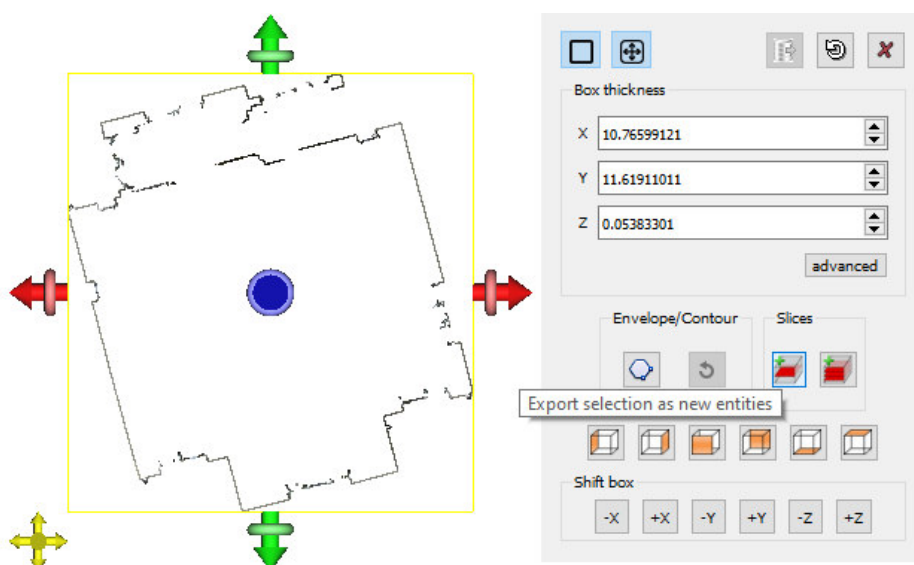 Box thickness
X 10.76599121
Y 11.61911011
Z 0.05383301
advanced
Envelope/Contour Slices
Export selection as new entities
Shift box
-X +X -Y +Y -Z +Z